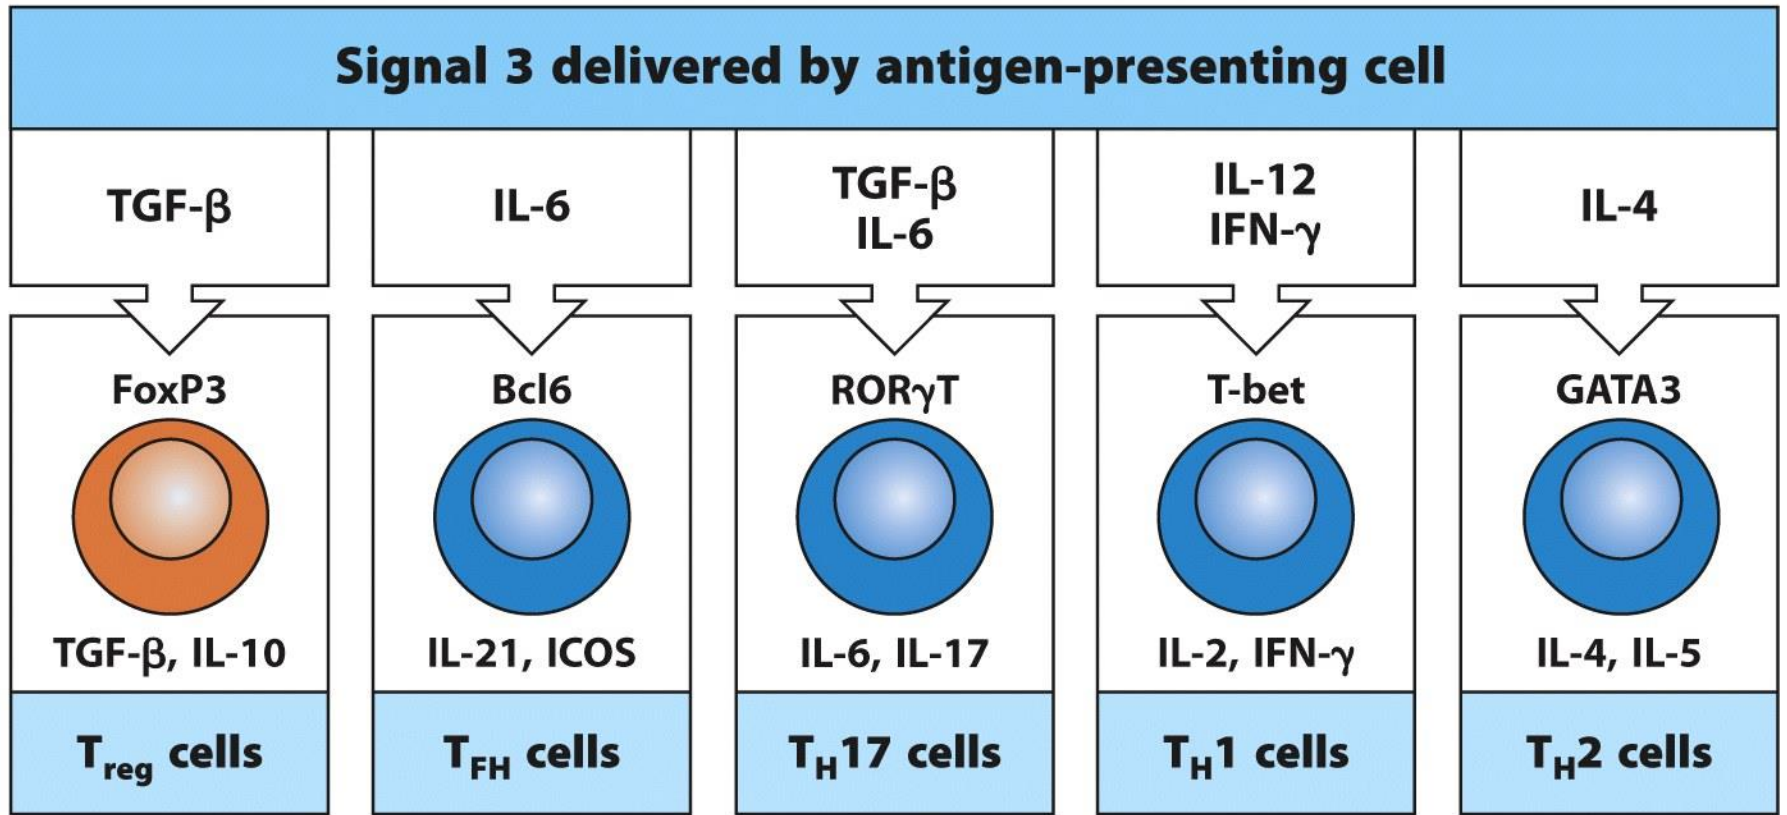 Signal 3 delivered by antigen-presenting cell
TGF-β
IL-6
TGF-β
IL-6
IL-12
IFN-γ
IL-4
FoxP3
Bcl6
RORγT
T-bet
GATA3
TGF-β, IL-10
IL-21, ICOS
IL-6, IL-17
IL-2, IFN-γ
IL-4, IL-5
Treg cells
TFH cells
TH17 cells
TH1 cells
TH2 cells